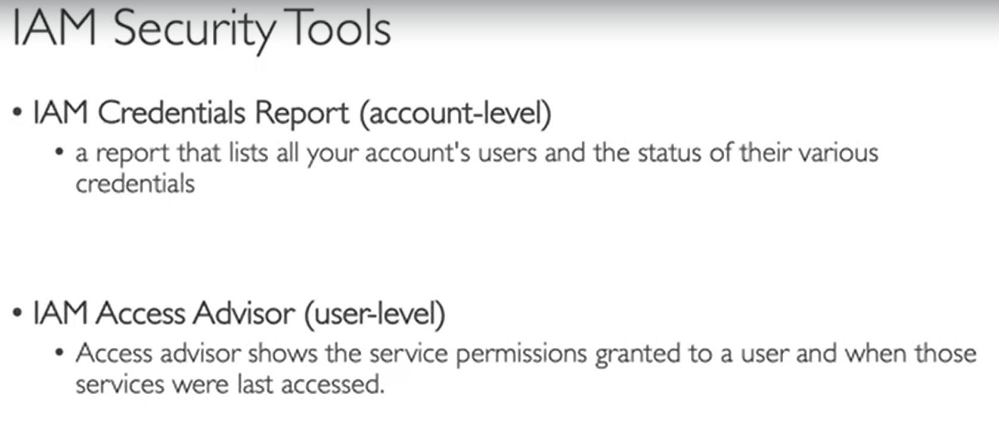 IAM Security Tools
• IAM Credentials Report (account-level)
• a report that lists all your account's users and the status of their various
credentials
• IAM Access Advisor (user-level)
• Access advisor shows the service permissions granted to a user and when those
services were last accessed.